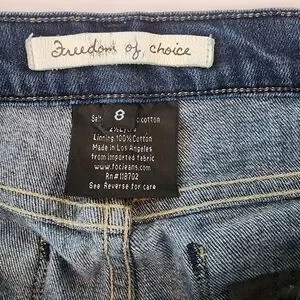 Freedom of choice
8
cotton
Linning 100%Cotton
Made in Los Angeles
from imported fabric
www.focjeans.com
Rn#118702
See Reverse for care